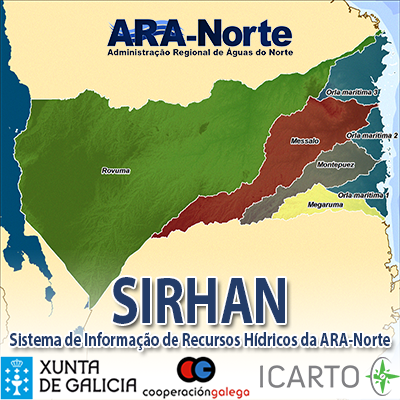 ARA-Norte
Administração Regional de Águas do Norte
Orla marítima 3
Messalo
Orla marítima 2
Montepuez
Rovuma
Orla marítima 1
Megaruma
SIRHAN
Sistema de Informação de Recursos Hídricos da ARA-Norte
XUNTA
DE GALICIA
cooperacióngalega
ICARTO